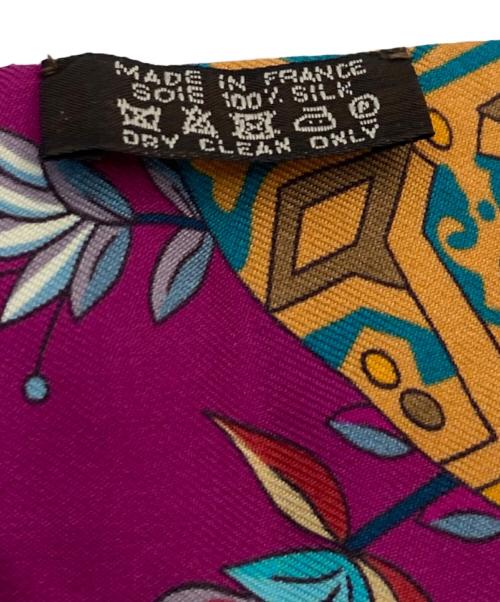 MADE IN FRANCE
SOIE 100% SILK
P
DRY CLEAN ONLY